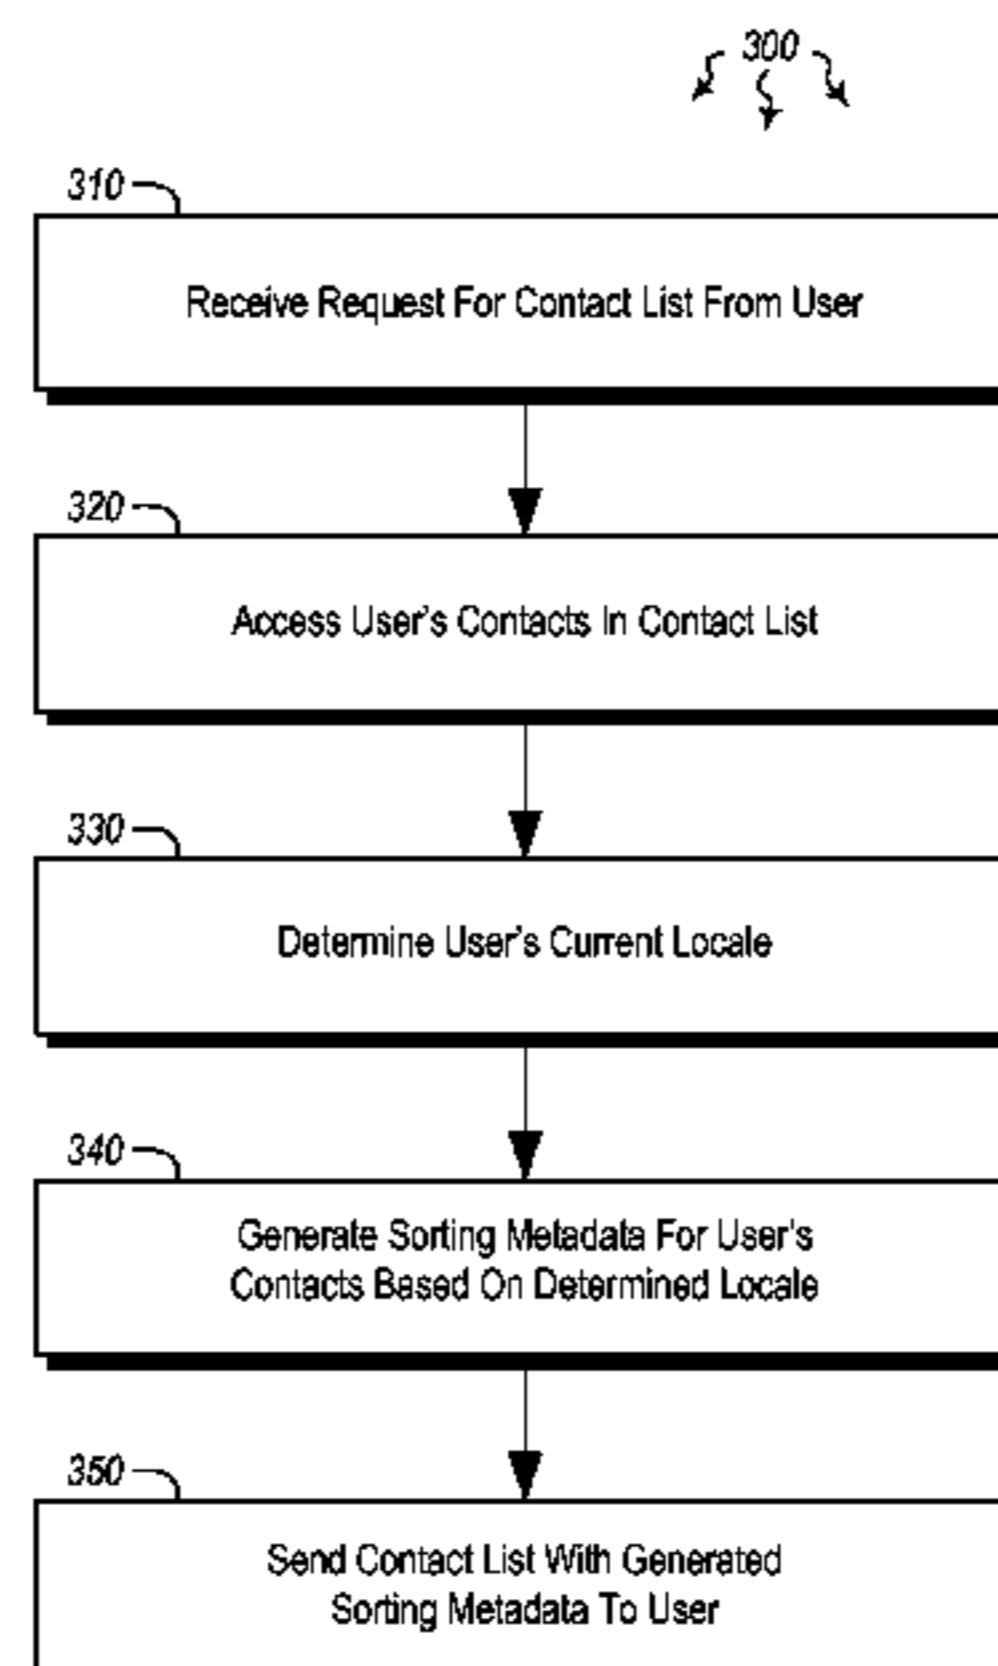 300
310
Receive Request For Contact List From User
320
Access User's Contacts In Contact List
330
Determine User's Current Locale
340
Generate Sorting Metadata For User's
Contacts Based On Determined Locale
350
Send Contact List With Generated
Sorting Metadata To User